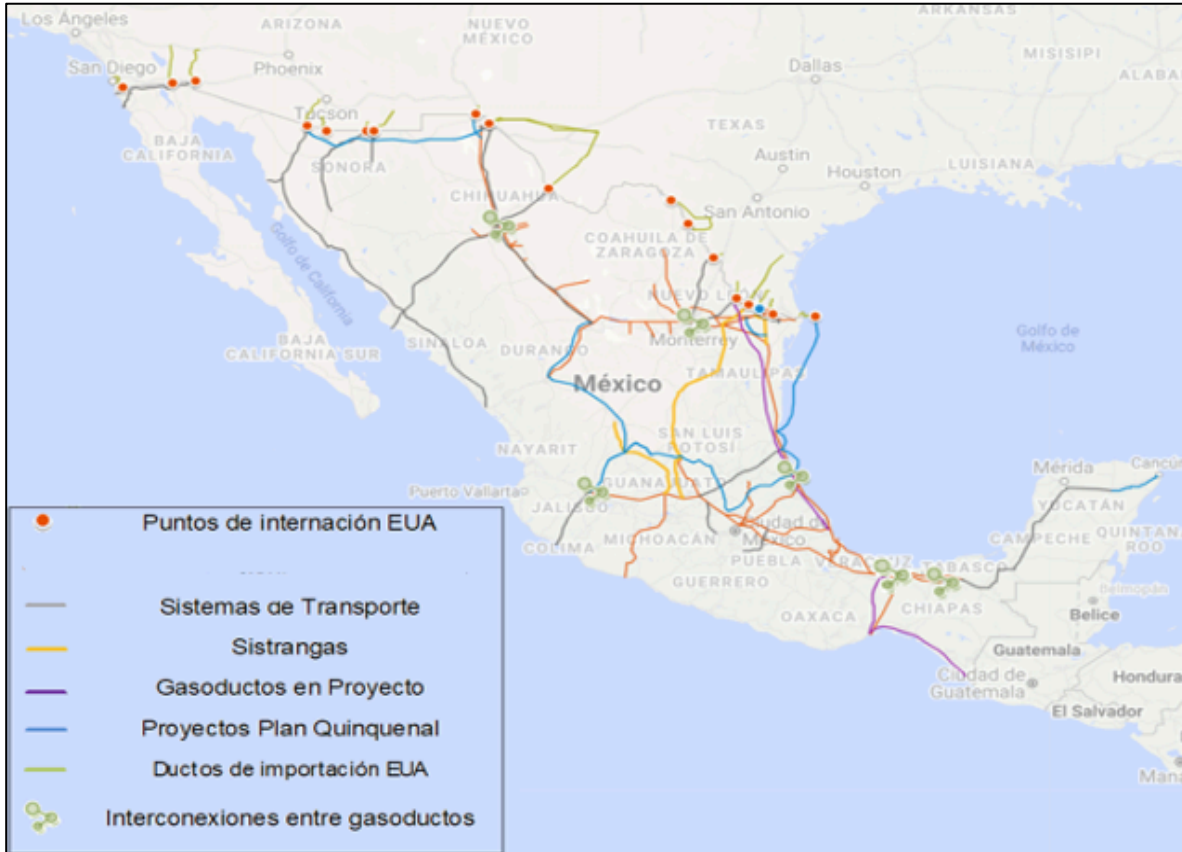 Los Ángeles
ARIZONA
NUEVO
MÉXICO
ARKANSAS
MISISIPI
San Diego
Phoenix
Dallas
ALABA
Tucson
BAJA
CALIFORNIA
TEXAS
SONORA
Austin
LUISIANA
Houston
CHIHUAHUA
San Antonio
COAHUILA DE
ZARAGOZA
Golfo de
California
NUEVO LEÓN
Monterrey
Golfo de
México
BAJA
CALIFORNIA SUR
SINALOA
DURANGO
TAMAULIPAS
México
SAN LUIS
POTOSÍ
NAYARIT
Mérida
Cancún
GUANAJUATO
Puerto Vallarta
JALISCO
YUCATÁN
CAMPECHE
QUINTANA
ROO
Ciudad de
México
COLIMA
MICHOACÁN
PUEBLA
VERACRUZ
TABASCO
GUERRERO
Belmopán
OAXACA
CHIAPAS
Belice
Guatemala
Ciudad de
Guatemala
Hondur
El Salvador
Mana
Puntos de internación EUA
Sistemas de Transporte
Sistrangas
Gasoductos en Proyecto
Proyectos Plan Quinquenal
Ductos de importación EUA
Interconexiones entre gasoductos